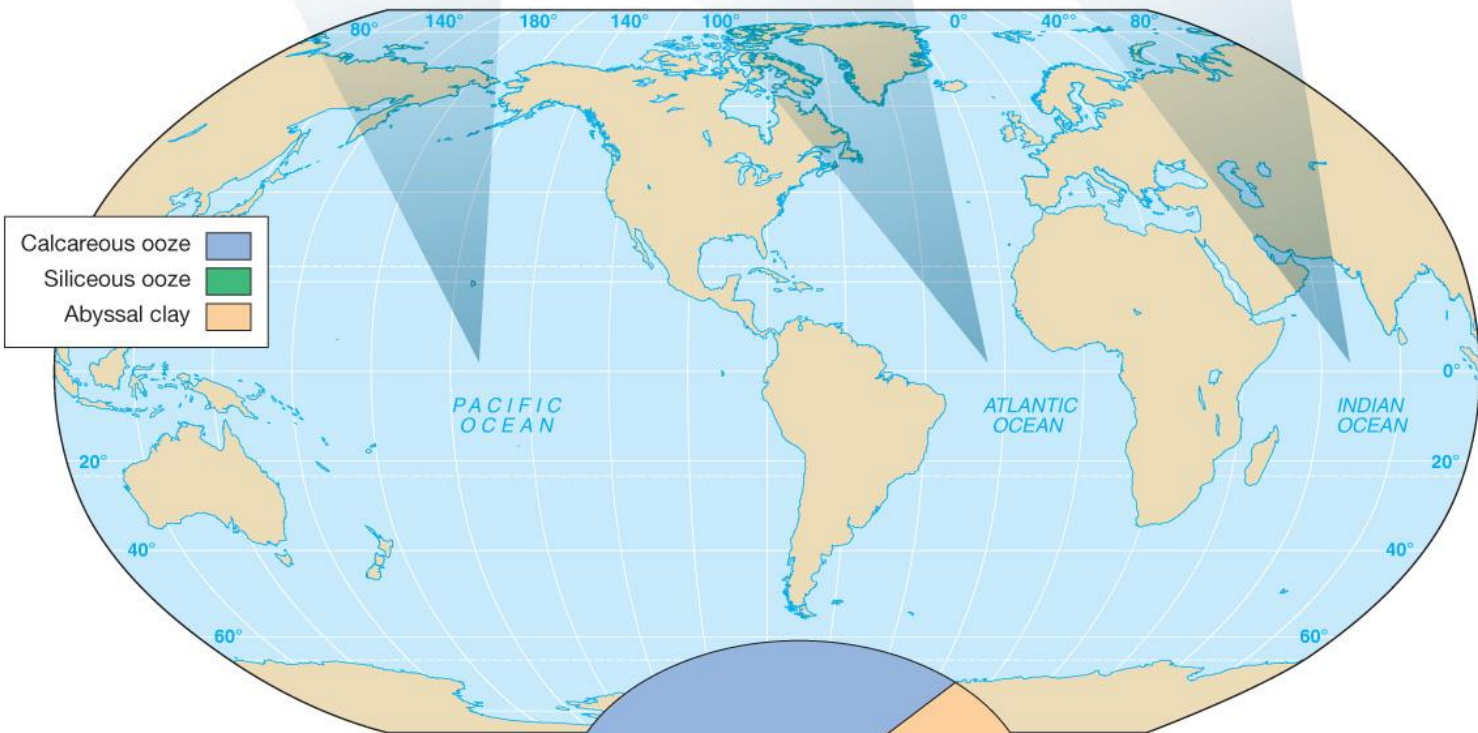 80° 140° 180° 140° 100° 0° 40°° 80°
Calcareous ooze
Siliceous ooze
Abyssal clay
0°
PACIFIC
OCEAN
ATLANTIC
OCEAN
INDIAN
OCEAN
20° 20°
40° 40°
60° 60°